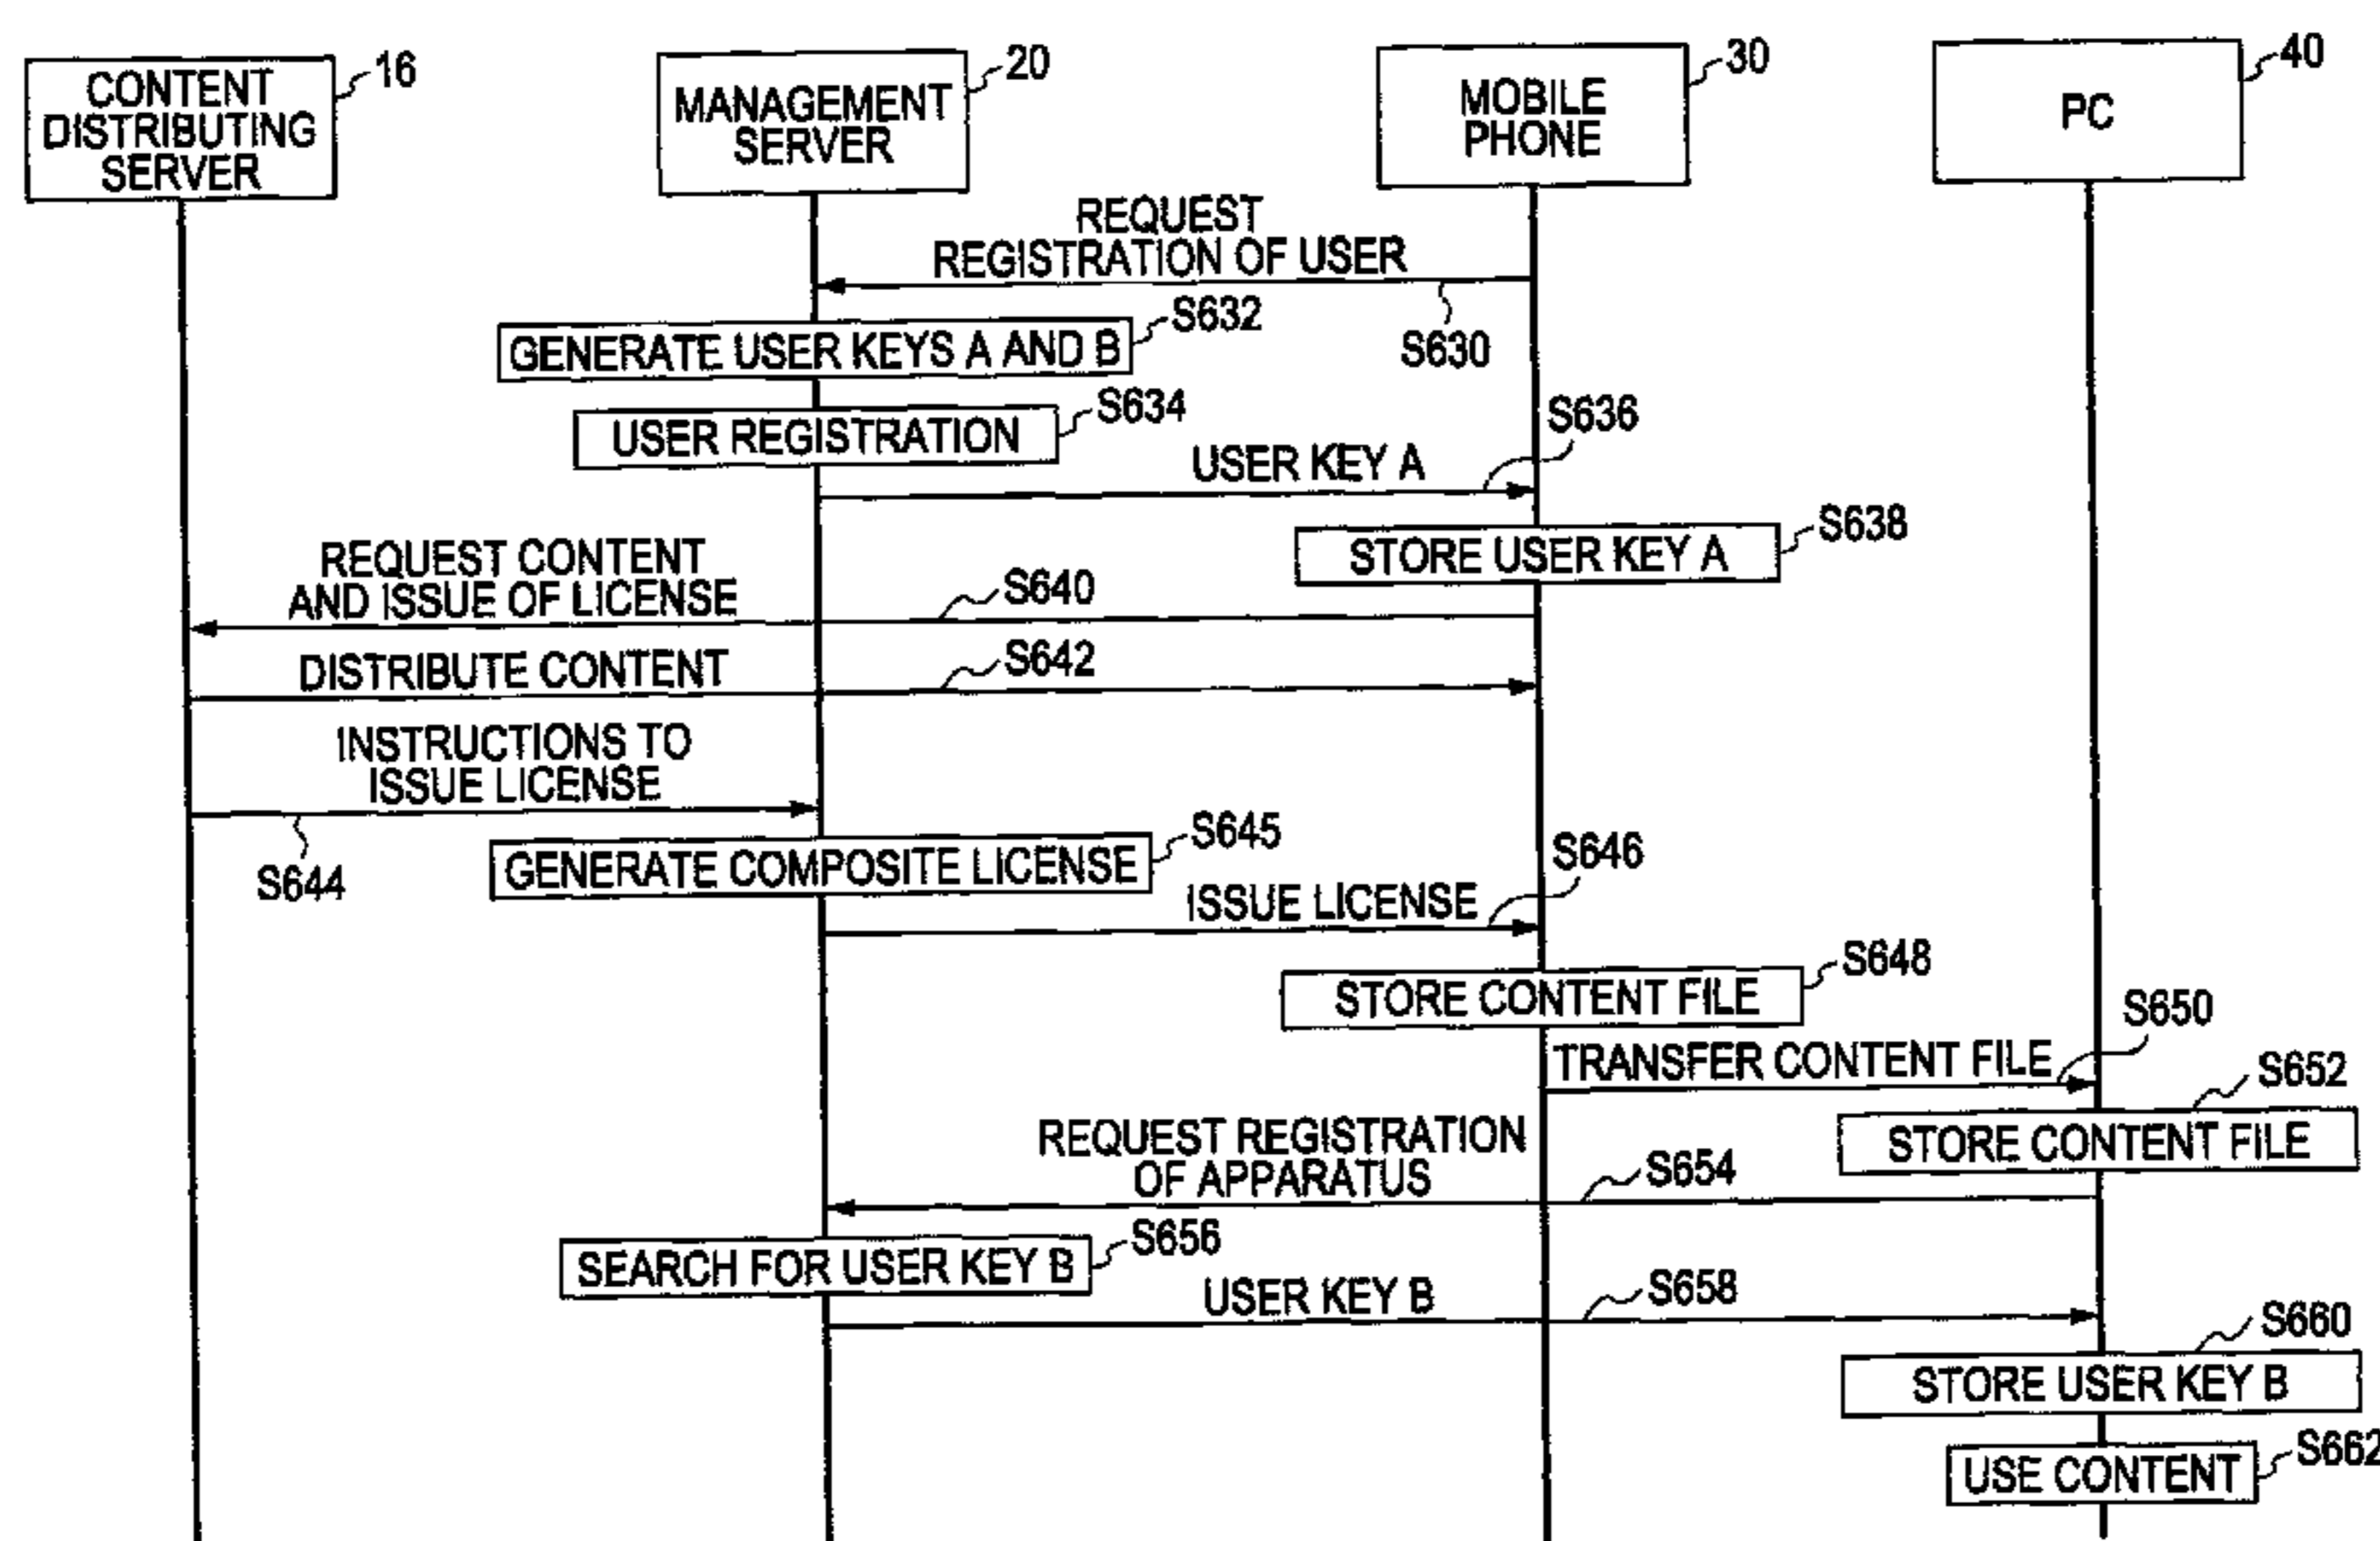 CONTENT
DISTRIBUTING
SERVER
16
MANAGEMENT
SERVER
20
MOBILE
PHONE
30
PC
40
REQUEST
REGISTRATION OF USER
S630
GENERATE USER KEYS A AND B
S632
USER REGISTRATION
S634
USER KEY A
S636
STORE USER KEY A
S638
REQUEST CONTENT
AND ISSUE OF LICENSE
S640
DISTRIBUTE CONTENT
S642
INSTRUCTIONS TO
ISSUE LICENSE
S644
GENERATE COMPOSITE LICENSE
S645
ISSUE LICENSE
S646
STORE CONTENT FILE
S648
TRANSFER CONTENT FILE
S650
STORE CONTENT FILE
S652
REQUEST REGISTRATION
OF APPARATUS
S654
SEARCH FOR USER KEY B
S656
USER KEY B
S658
STORE USER KEY B
S660
USE CONTENT
S662